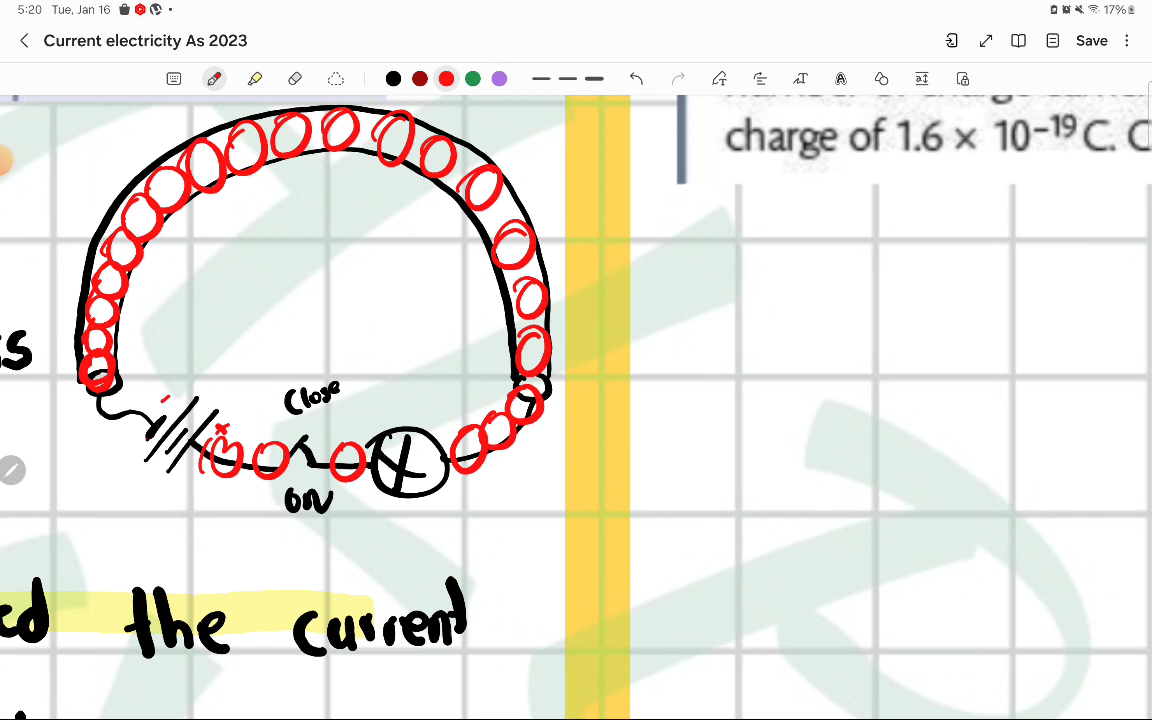 5:20 Tue, Jan 16 17%
Current electricity As 2023
Save
charge of 1.6 × 10⁻¹⁹ C. C
Close
on
the current